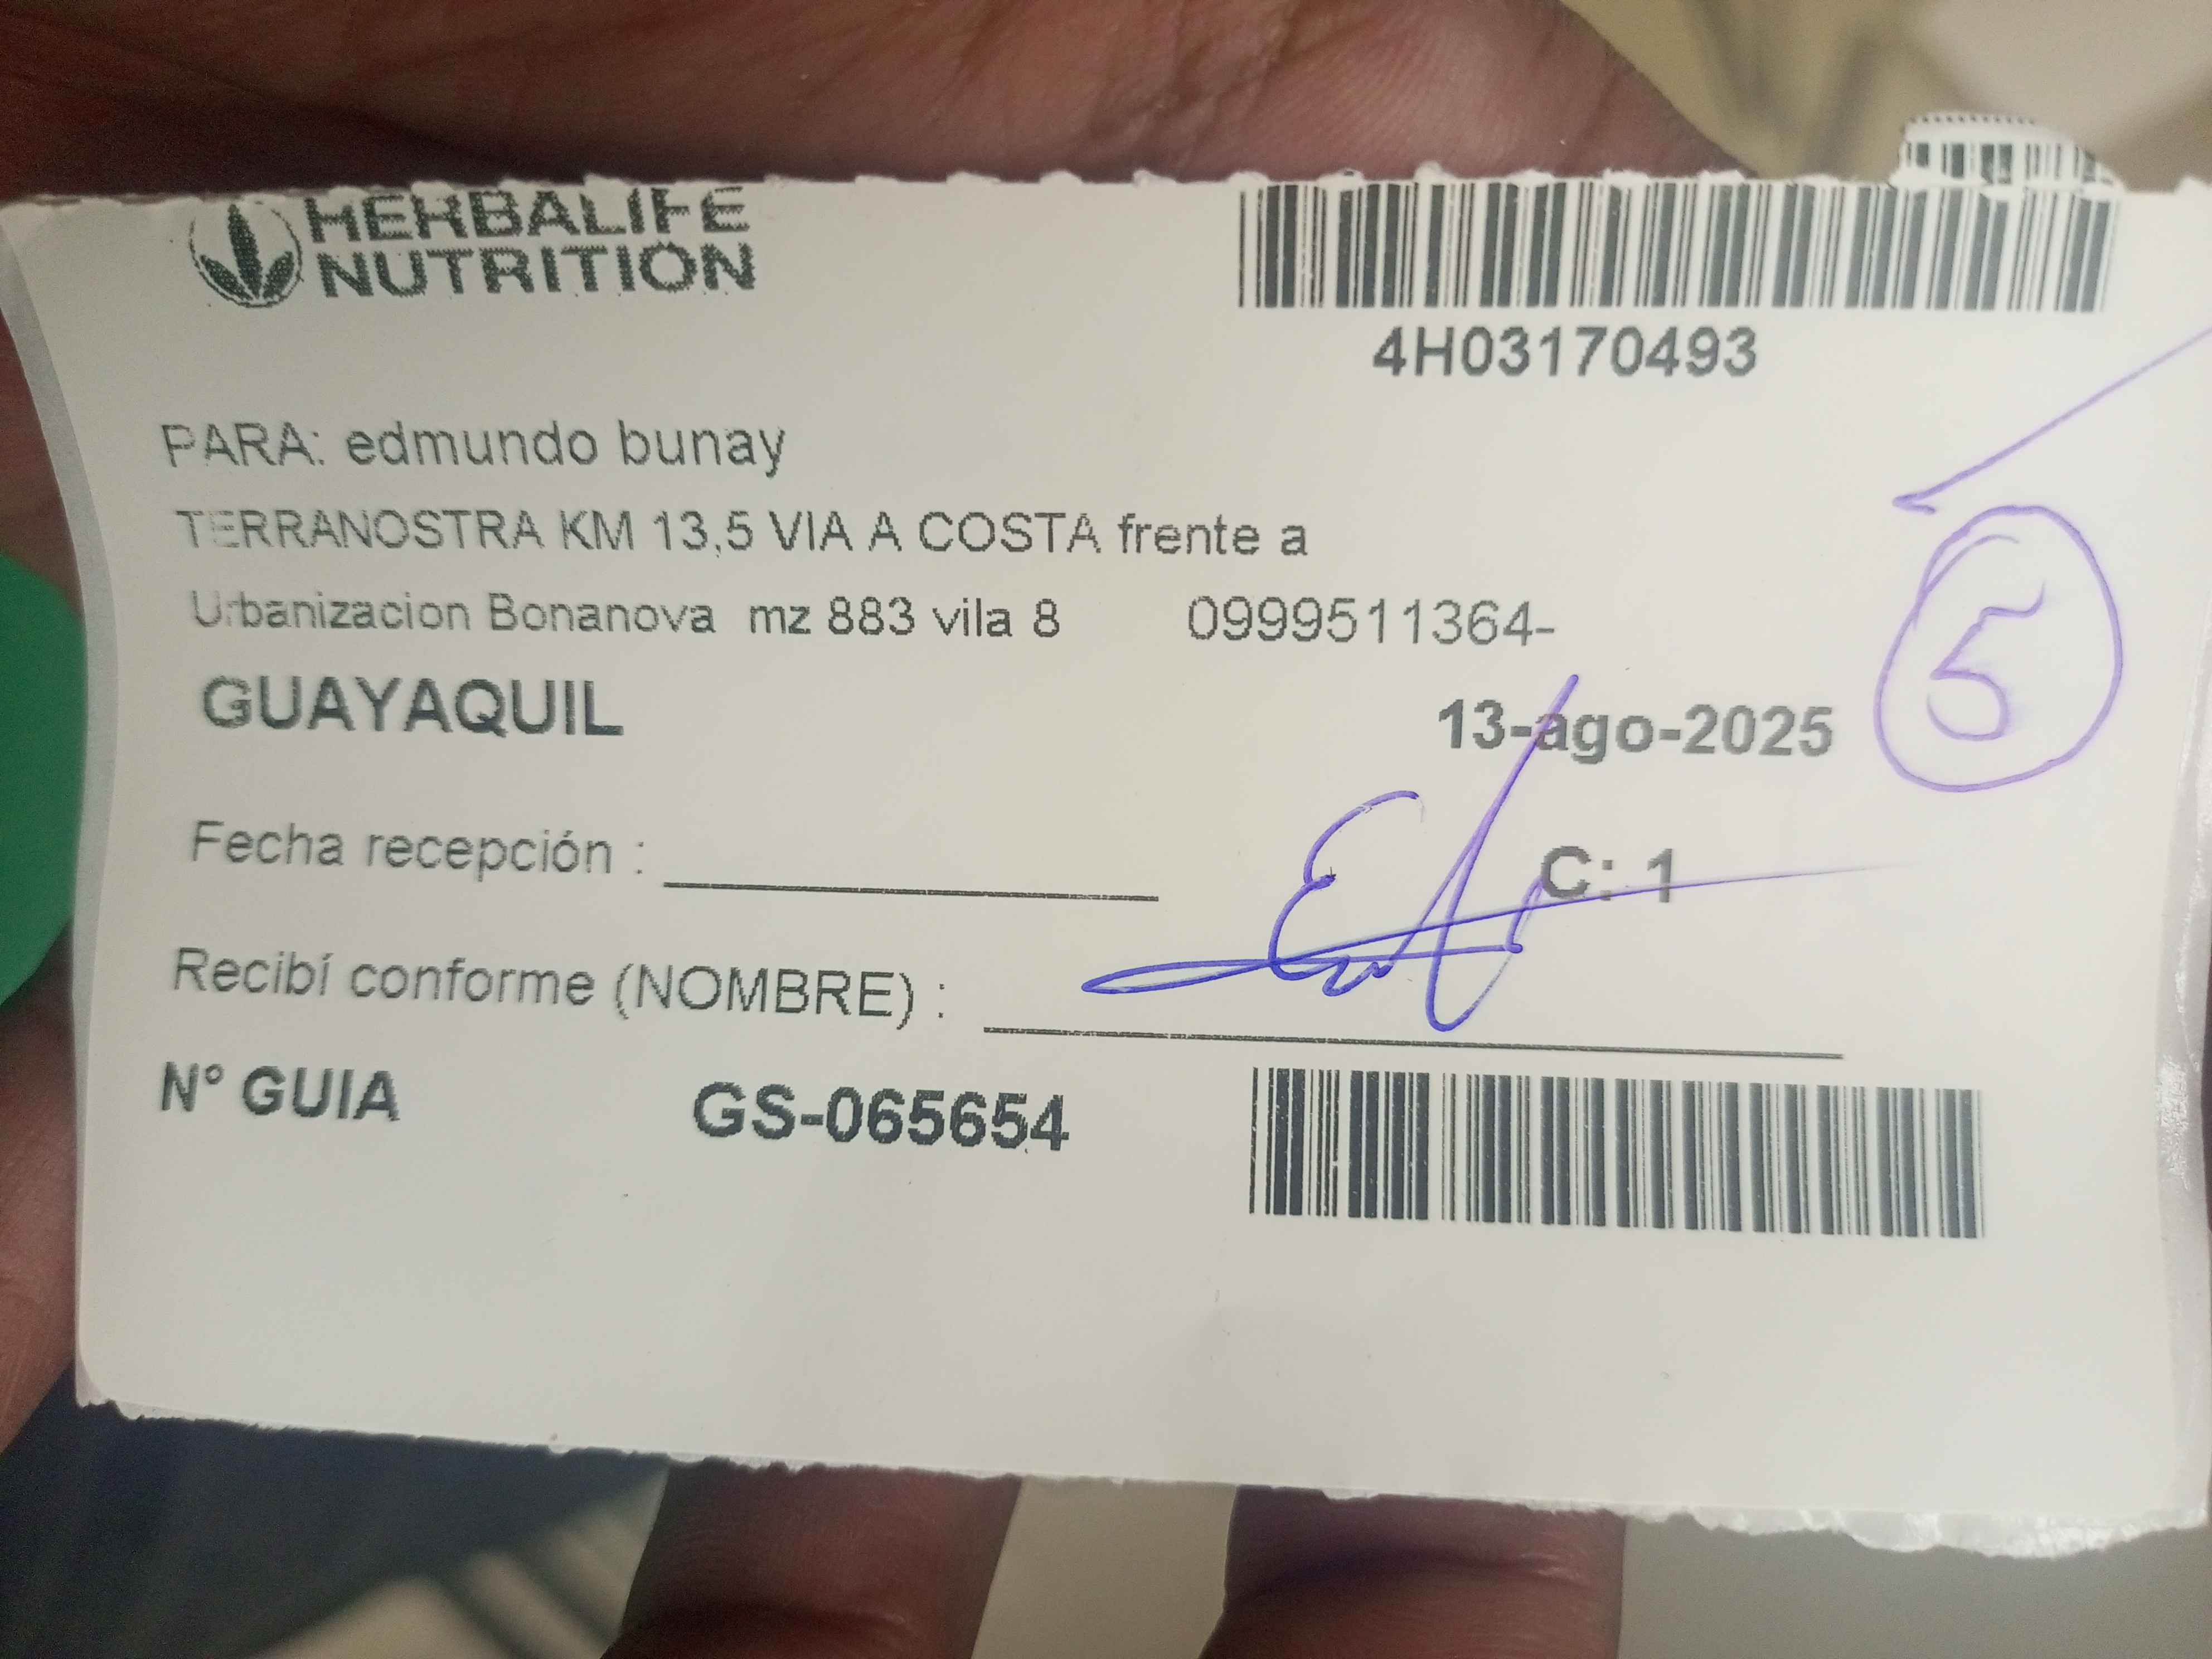 HERBALIFE
NUTRITION
4H03170493
PARA: edmundo bunay
TERRANOSTRA KM 13,5 VIA A COSTA frente a
Urbanizacion Bonanova mz 883 vila 8 0999511364-
5
GUAYAQUIL 13-ago-2025
Fecha recepción : C: 1
Recibí conforme (NOMBRE) :
N° GUIA GS-065654